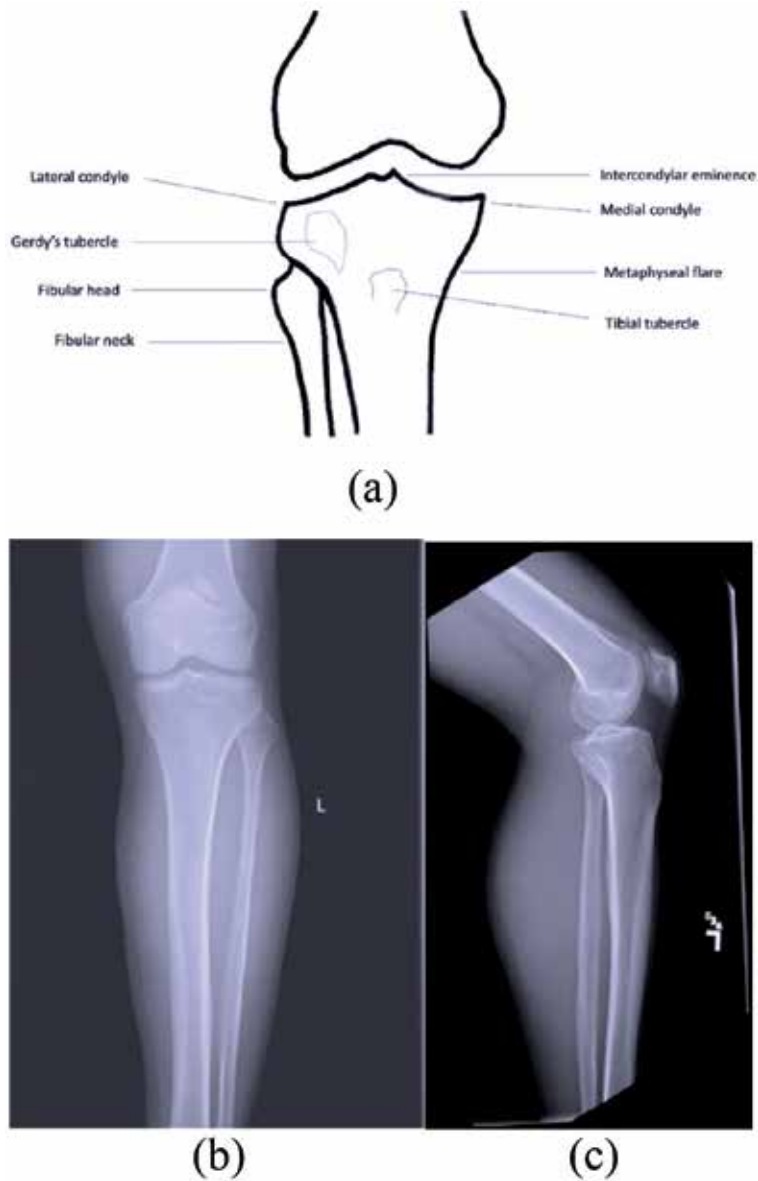 Lateral condyle
Intercondylar eminence
Medial condyle
Gerdy's tubercle
Metaphyseal flare
Fibular head
Tibial tubercle
Fibular neck
(a)
L
L
(b)
(c)